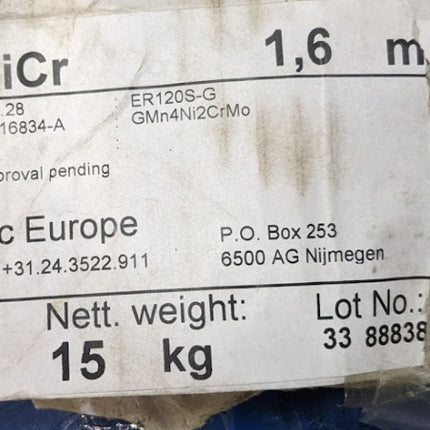 iCr 1,6 m
.28 ER120S-G
16834-A GMn4Ni2CrMo
proval pending
c Europe P.O. Box 253
+31.24.3522.911 6500 AG Nijmegen
Nett. weight: Lot No.:
15 kg 33 88838